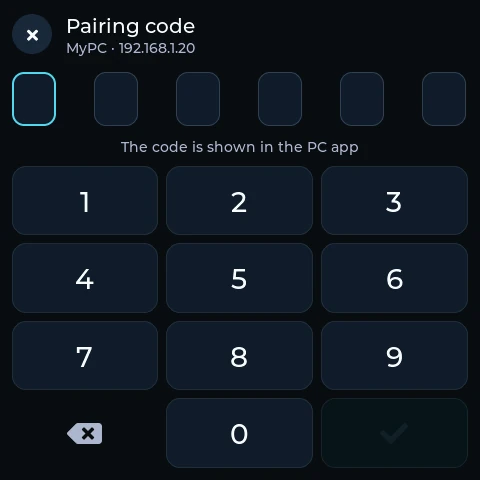 Pairing code
MyPC · 192.168.1.20
The code is shown in the PC app
1 2 3
4 5 6
7 8 9
0